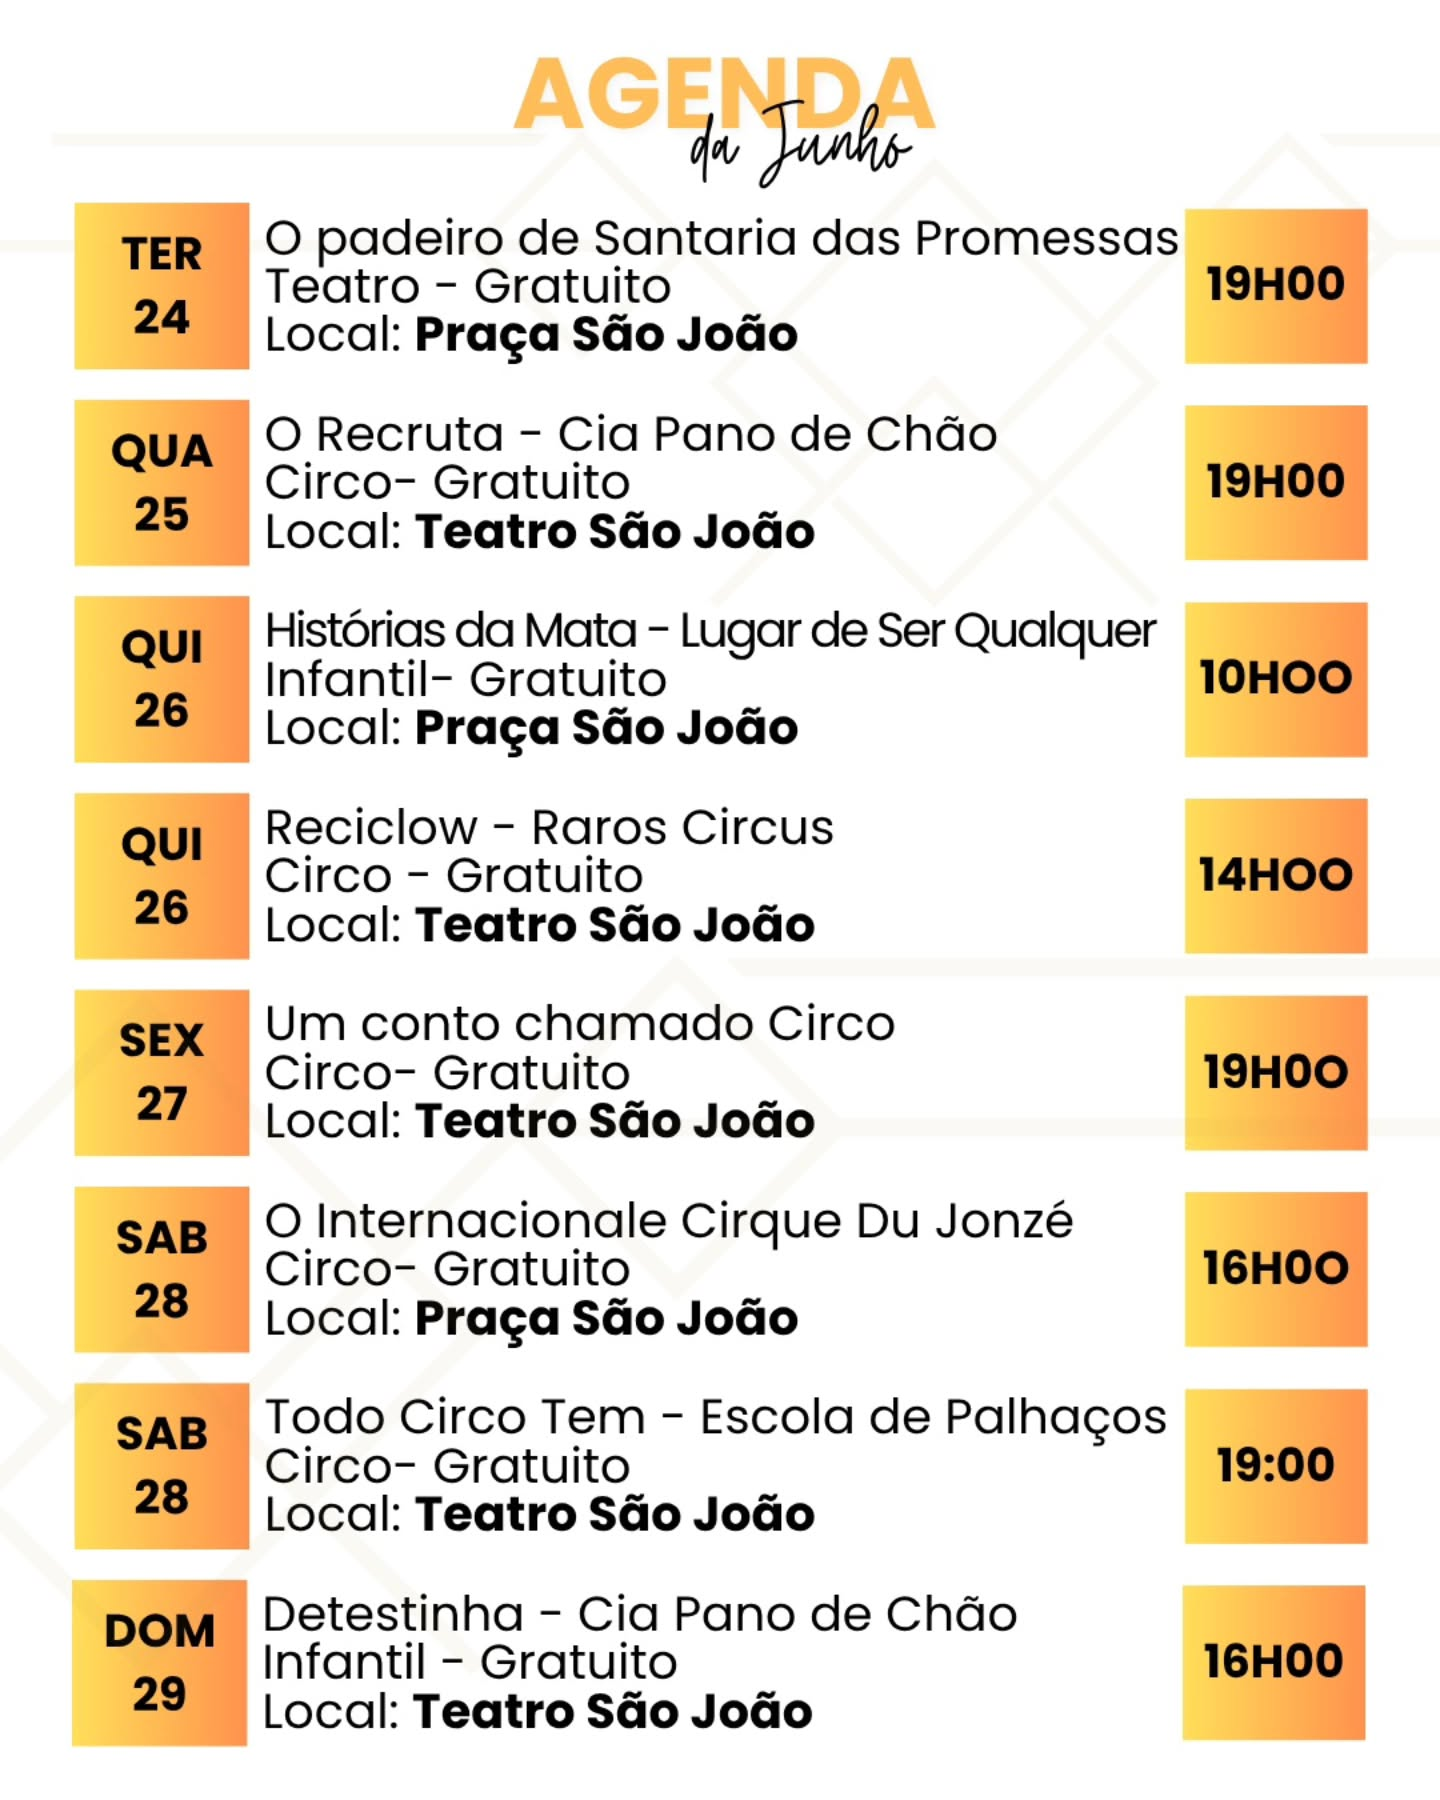 AGENDA
da Junho
TER
24
O padeiro de Santaria das Promessas
Teatro - Gratuito
Local: Praça São João
19H00
QUA
25
O Recruta - Cia Pano de Chão
Circo- Gratuito
Local: Teatro São João
19H00
QUI
26
Histórias da Mata - Lugar de Ser Qualquer
Infantil- Gratuito
Local: Praça São João
10HOO
QUI
26
Reciclow - Raros Circus
Circo - Gratuito
Local: Teatro São João
14HOO
SEX
27
Um conto chamado Circo
Circo- Gratuito
Local: Teatro São João
19H0O
SAB
28
O Internacionale Cirque Du Jonzé
Circo- Gratuito
Local: Praça São João
16H0O
SAB
28
Todo Circo Tem - Escola de Palhaços
Circo- Gratuito
Local: Teatro São João
19:00
DOM
29
Detestinha - Cia Pano de Chão
Infantil - Gratuito
Local: Teatro São João
16H00